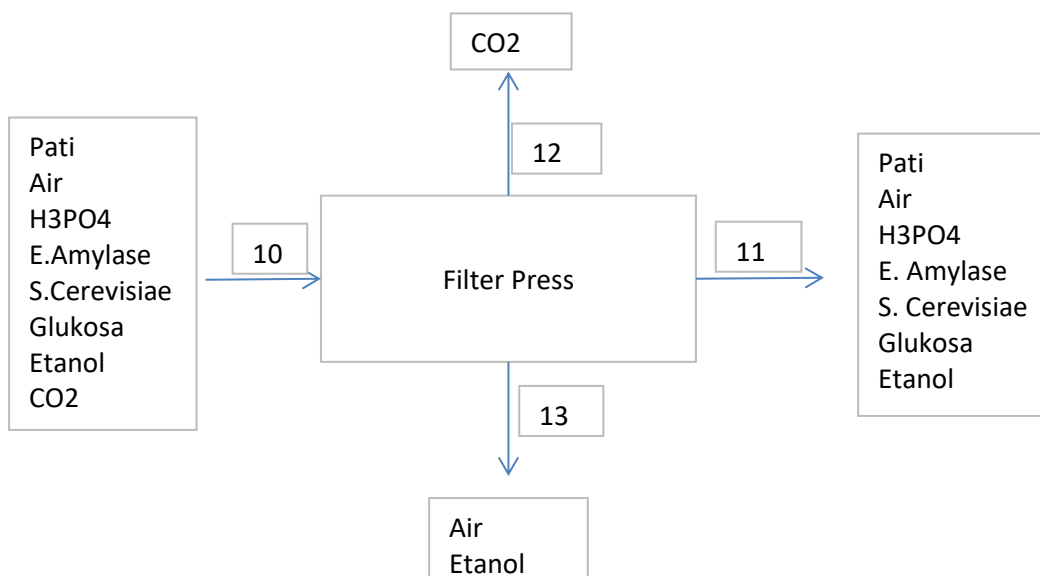 CO2
12
Pati
Air
H3PO4
E.Amylase
S.Cerevisiae
Glukosa
Etanol
CO2
10
Filter Press
11
Pati
Air
H3PO4
E. Amylase
S. Cerevisiae
Glukosa
Etanol
13
Air
Etanol